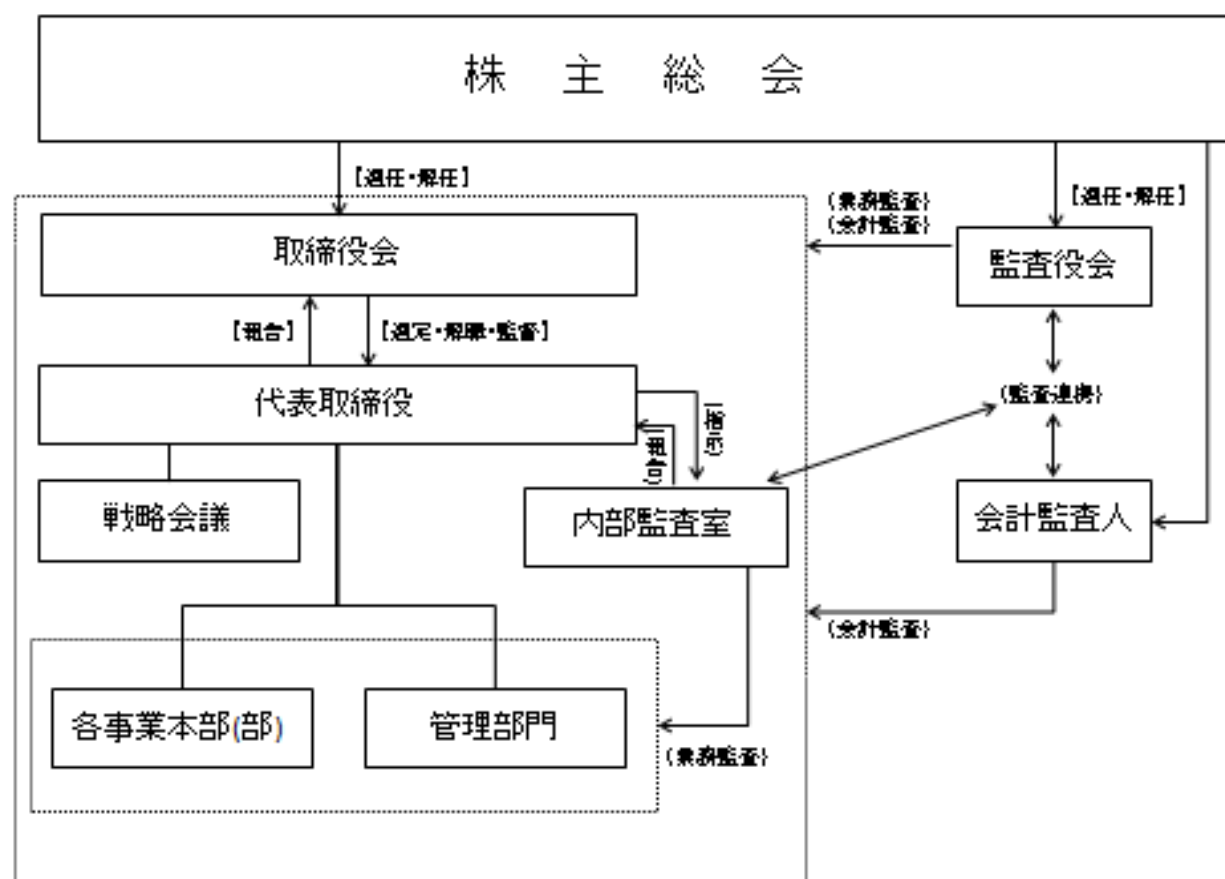 株主総会
[選任・解任]
[選任・解任]
(業務監査)
(会計監査)
取締役会
監査役会
[報告]
[選定・解職・監督]
代表取締役
(監査連携)
(指示)
(報告)
戦略会議
内部監査室
会計監査人
(会計監査)
各事業本部(部)
管理部門
(業務監査)